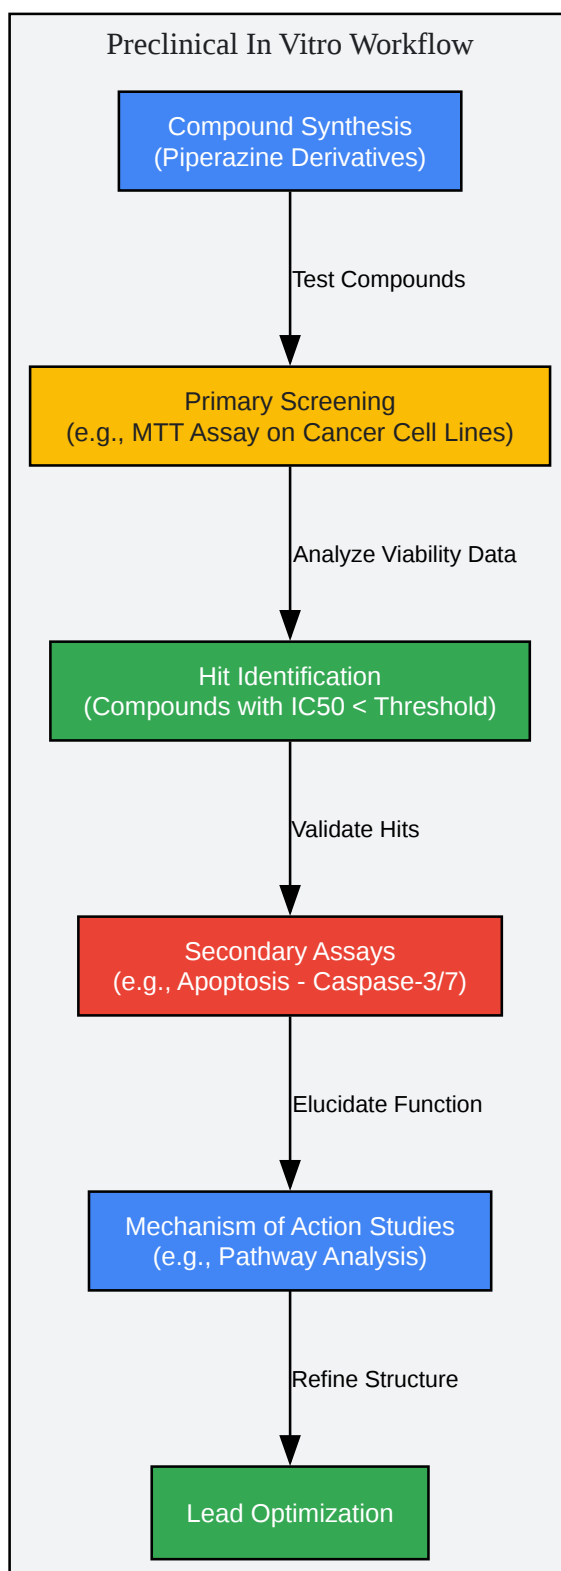 Preclinical In Vitro Workflow
Compound Synthesis
(Piperazine Derivatives)
Test Compounds
Primary Screening
(e.g., MTT Assay on Cancer Cell Lines)
Analyze Viability Data
Hit Identification
(Compounds with IC50 < Threshold)
Validate Hits
Secondary Assays
(e.g., Apoptosis - Caspase-3/7)
Elucidate Function
Mechanism of Action Studies
(e.g., Pathway Analysis)
Refine Structure
Lead Optimization